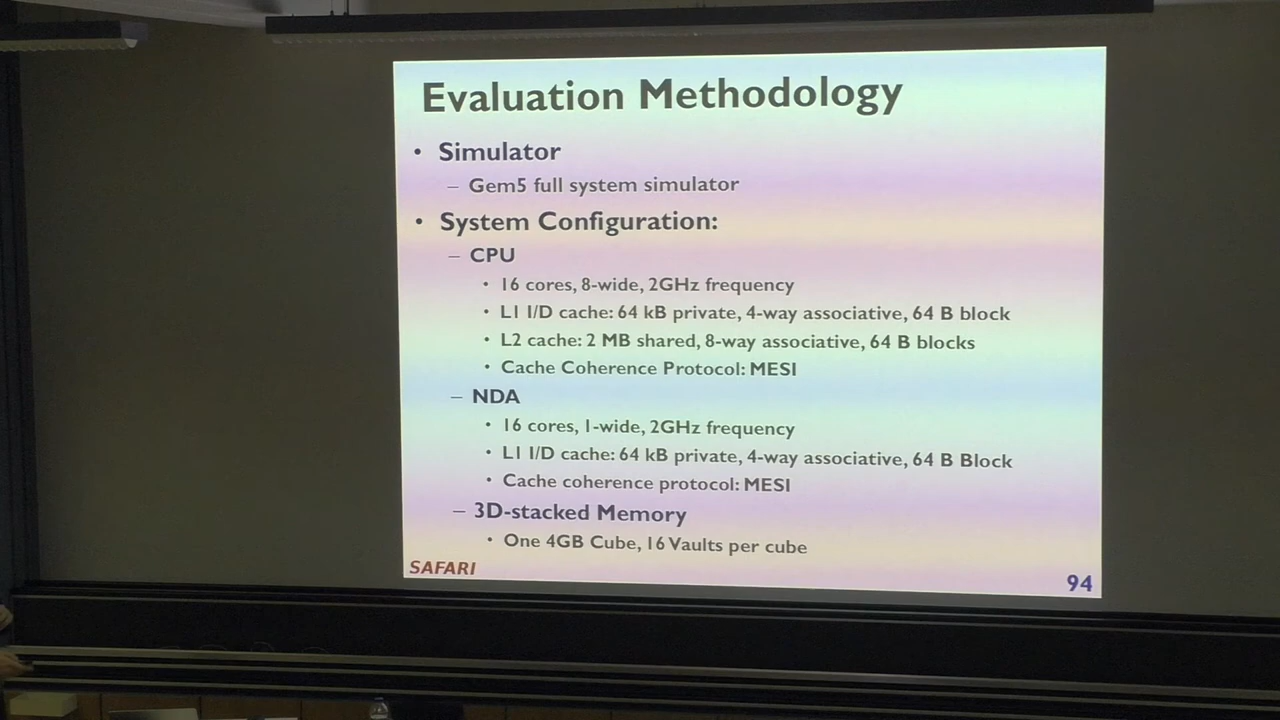 Evaluation Methodology
• Simulator
– Gem5 full system simulator
• System Configuration:
– CPU
• 16 cores, 8-wide, 2GHz frequency
• L1 I/D cache: 64 kB private, 4-way associative, 64 B block
• L2 cache: 2 MB shared, 8-way associative, 64 B blocks
• Cache Coherence Protocol: MESI
– NDA
• 16 cores, 1-wide, 2GHz frequency
• L1 I/D cache: 64 kB private, 4-way associative, 64 B Block
• Cache coherence protocol: MESI
– 3D-stacked Memory
• One 4GB Cube, 16 Vaults per cube
SAFARI
94